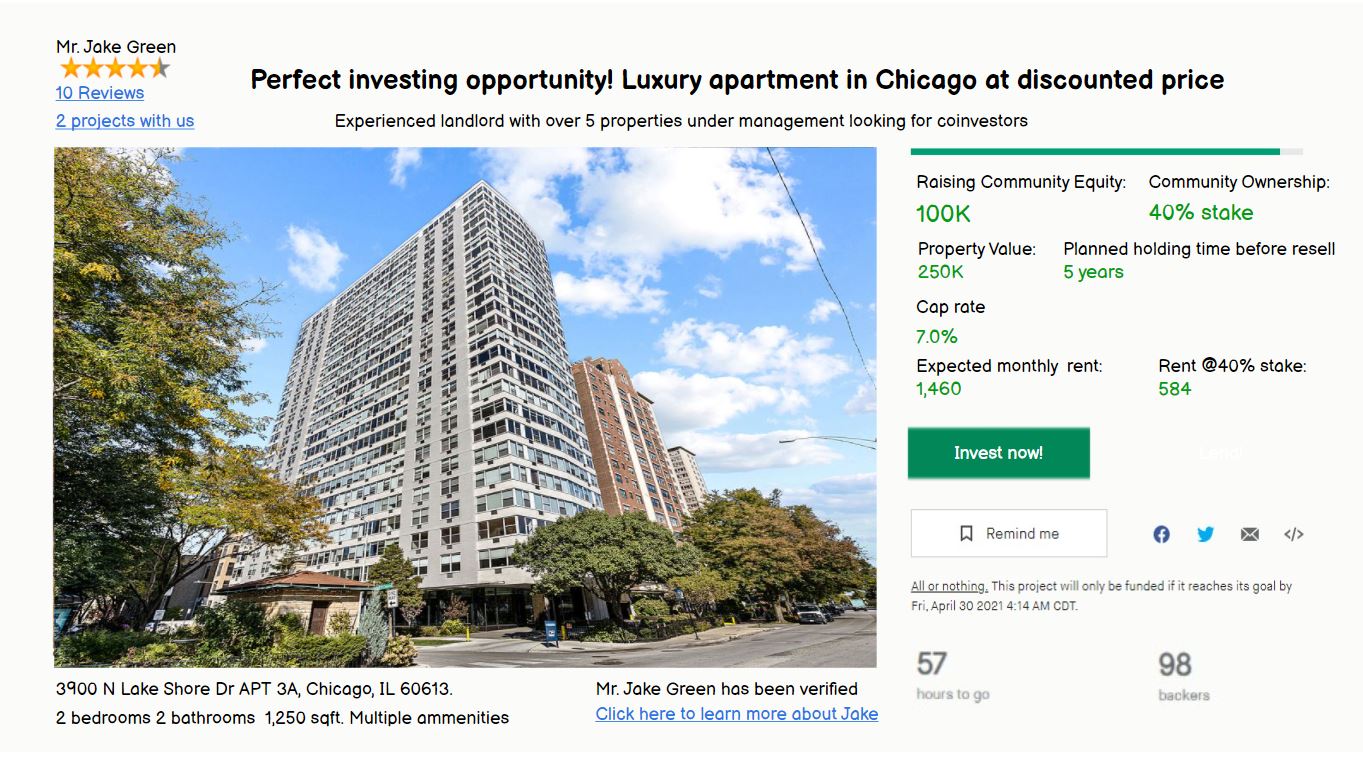 Mr. Jake Green
10 Reviews
2 projects with us
Perfect investing opportunity! Luxury apartment in Chicago at discounted price
Experienced landlord with over 5 properties under management looking for coinvestors
Raising Community Equity: Community Ownership:
100K 40% stake
Property Value: Planned holding time before resell
250K 5 years
Cap rate
7.0%
Expected monthly rent: Rent @40% stake:
1,460 584
Invest now! Lend!
Remind me
All or nothing. This project will only be funded if it reaches its goal by
Fri, April 30 2021 4:14 AM CDT.
57 98
hours to go backers
3900 N Lake Shore Dr APT 3A, Chicago, IL 60613.
2 bedrooms 2 bathrooms 1,250 sqft. Multiple ammenities
Mr. Jake Green has been verified
Click here to learn more about Jake